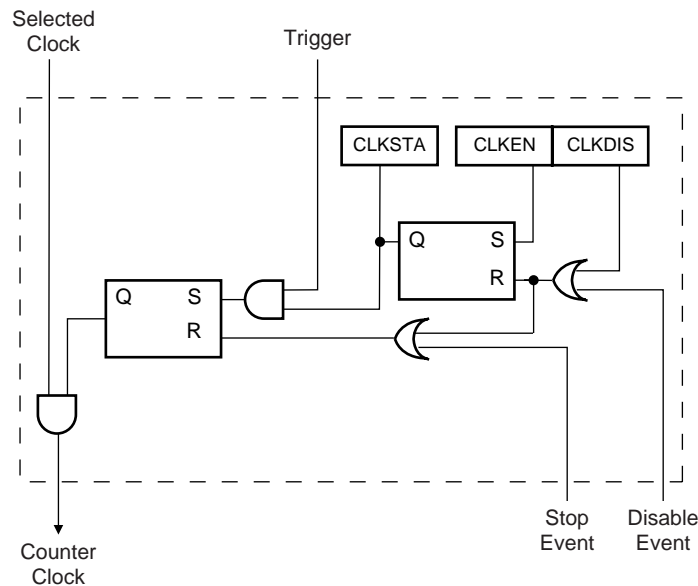 Selected
Clock
Trigger
CLKSTA
CLKEN
CLKDIS
Q
S
R
Q
S
R
Stop
Event
Disable
Event
Counter
Clock